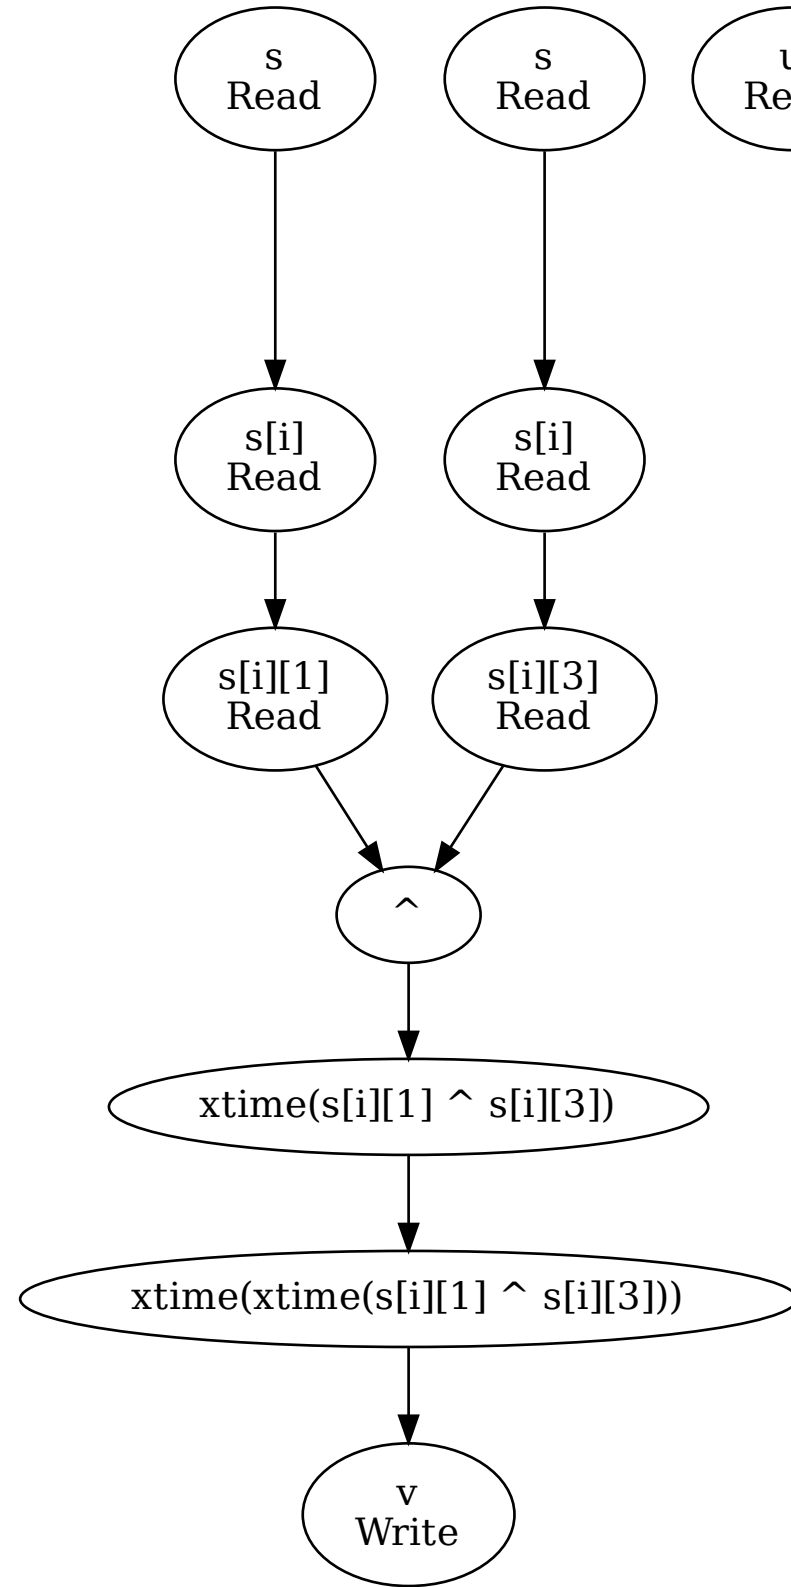 s
Read
s
Read
s[i]
Read
s[i]
Read
s[i][1]
Read
s[i][3]
Read
^
xtime(s[i][1] ^ s[i][3])
xtime(xtime(s[i][1] ^ s[i][3]))
v
Write